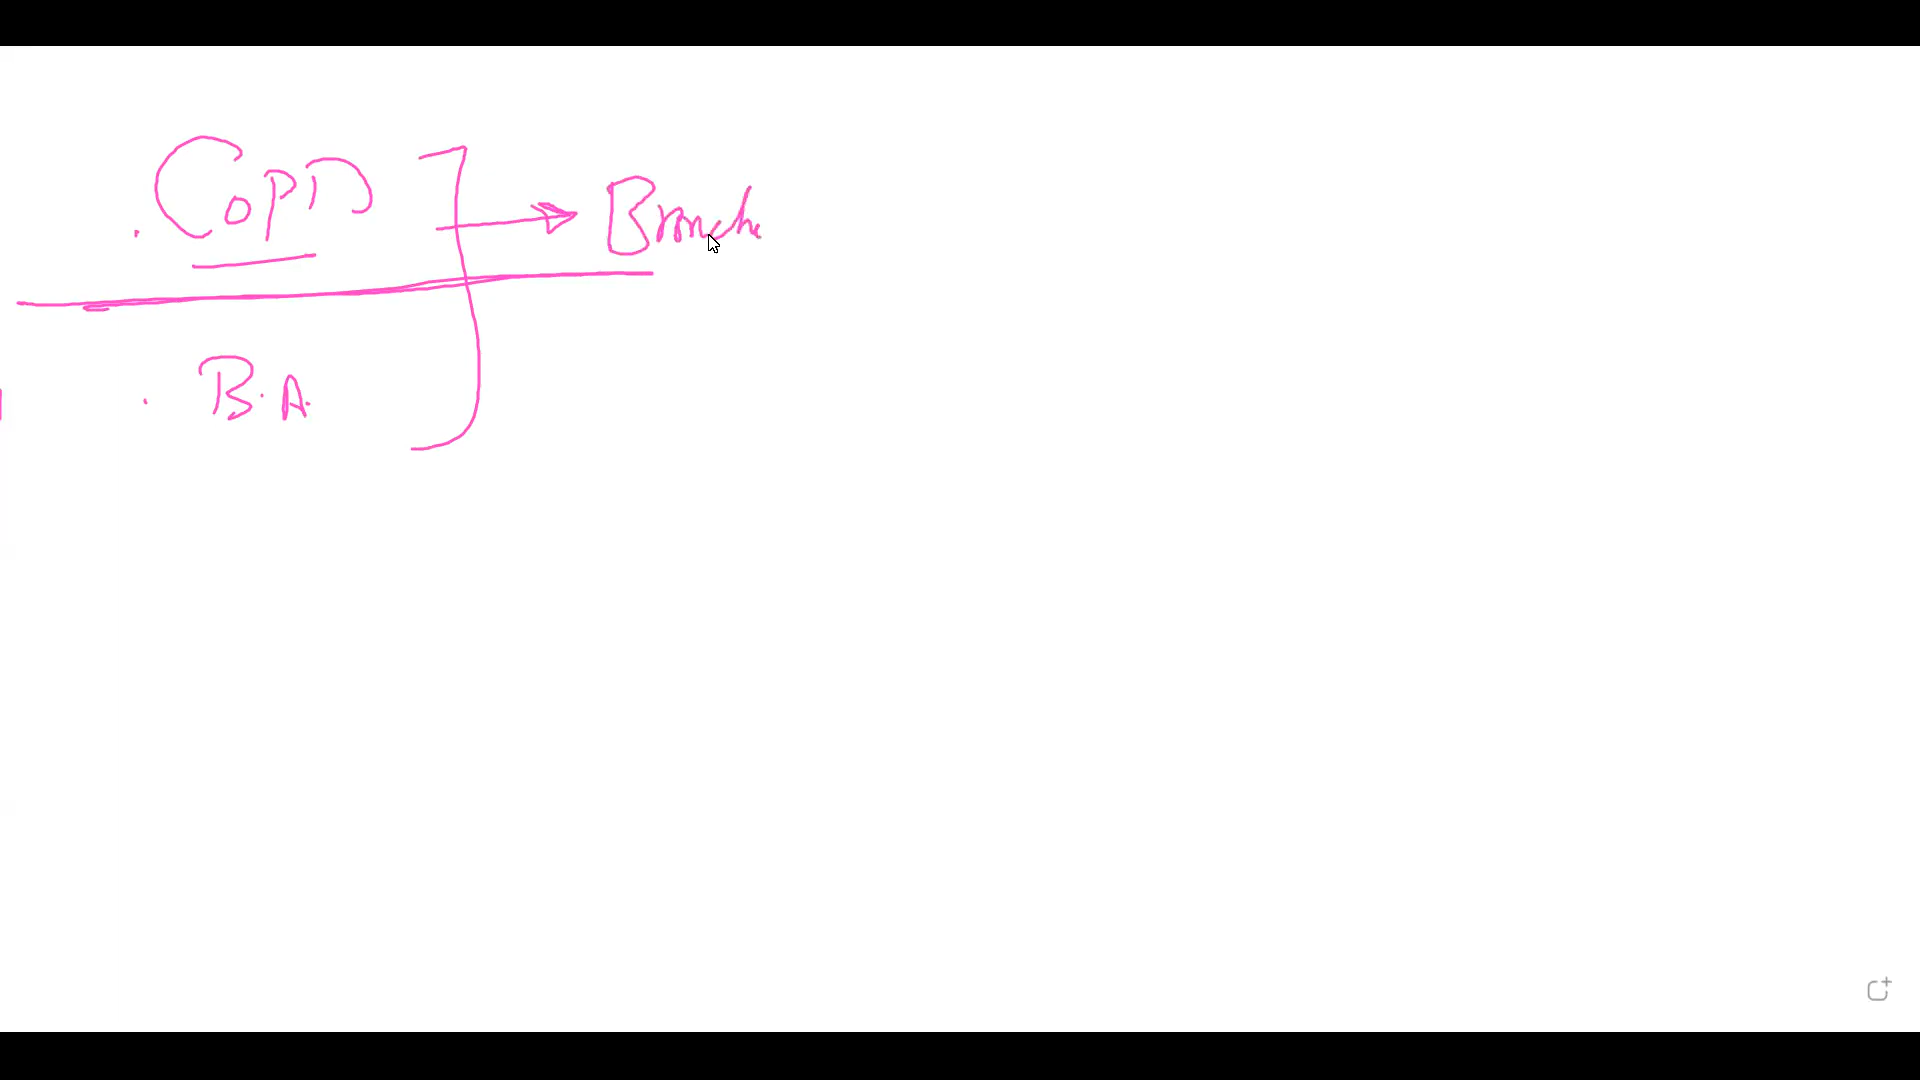 . COPD ] → Bronch
. B.A.